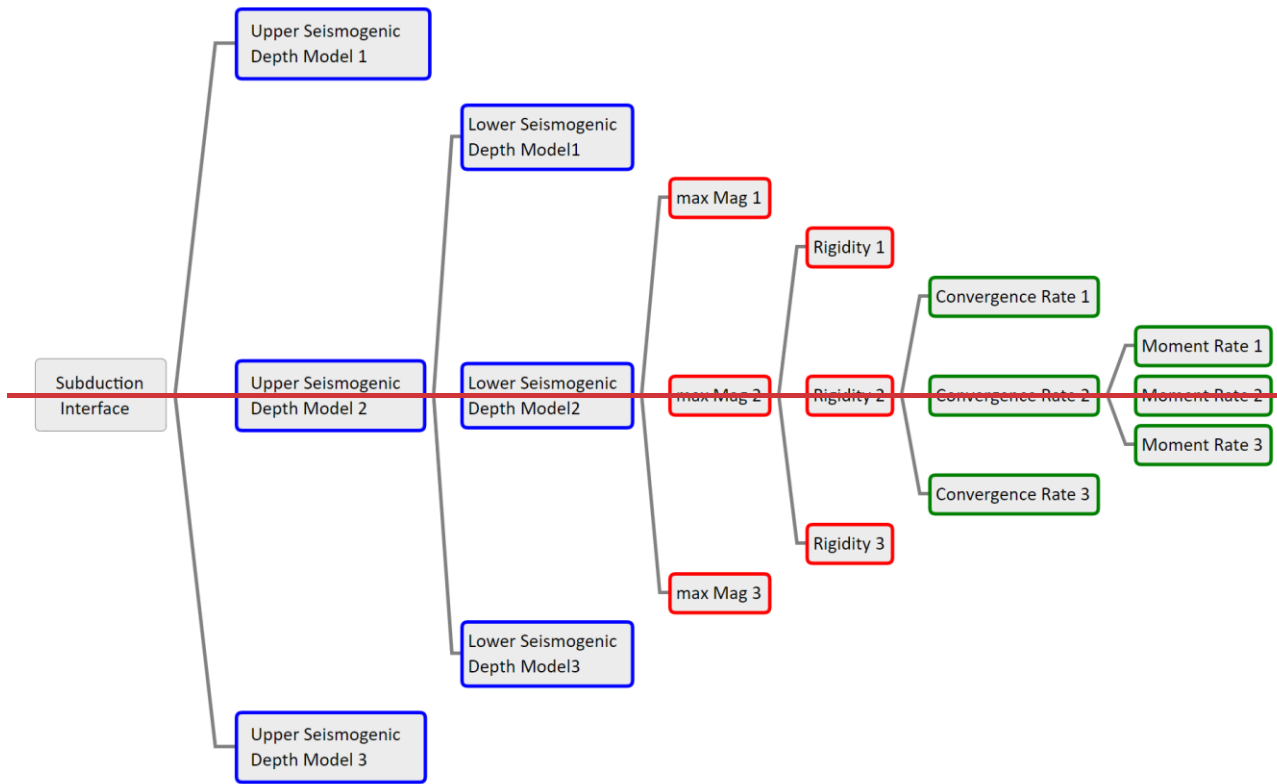 Upper Seismogenic
Depth Model 1
Lower Seismogenic
Depth Model1
max Mag 1
Rigidity 1
Convergence Rate 1
Moment Rate 1
Subduction
Interface
Upper Seismogenic
Depth Model 2
Lower Seismogenic
Depth Model2
max Mag 2
Rigidity 2
Convergence Rate 2
Moment Rate 2
Moment Rate 3
Convergence Rate 3
Rigidity 3
max Mag 3
Lower Seismogenic
Depth Model3
Upper Seismogenic
Depth Model 3